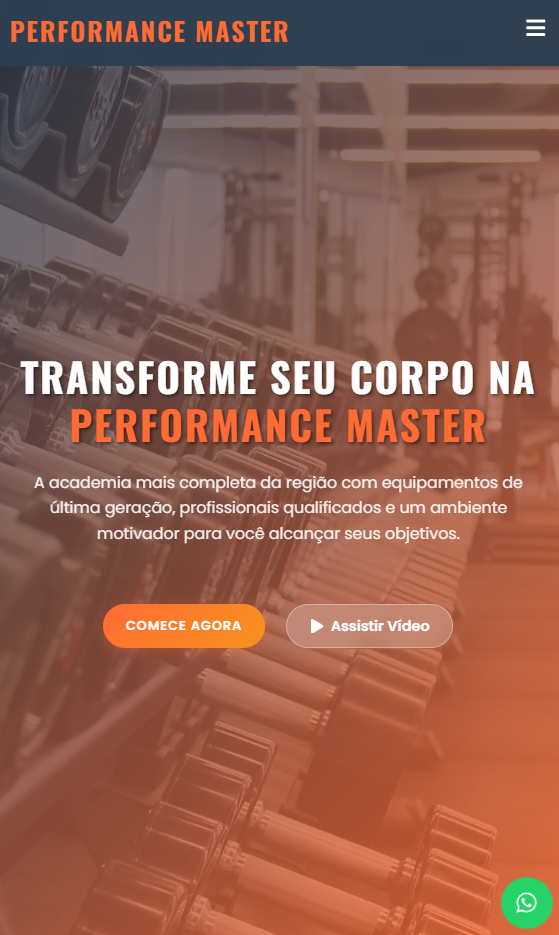 PERFORMANCE MASTER
TRANSFORME SEU CORPO NA
PERFORMANCE MASTER
A academia mais completa da região com equipamentos de
última geração, profissionais qualificados e um ambiente
motivador para você alcançar seus objetivos.
COMECE AGORA
Assistir Vídeo